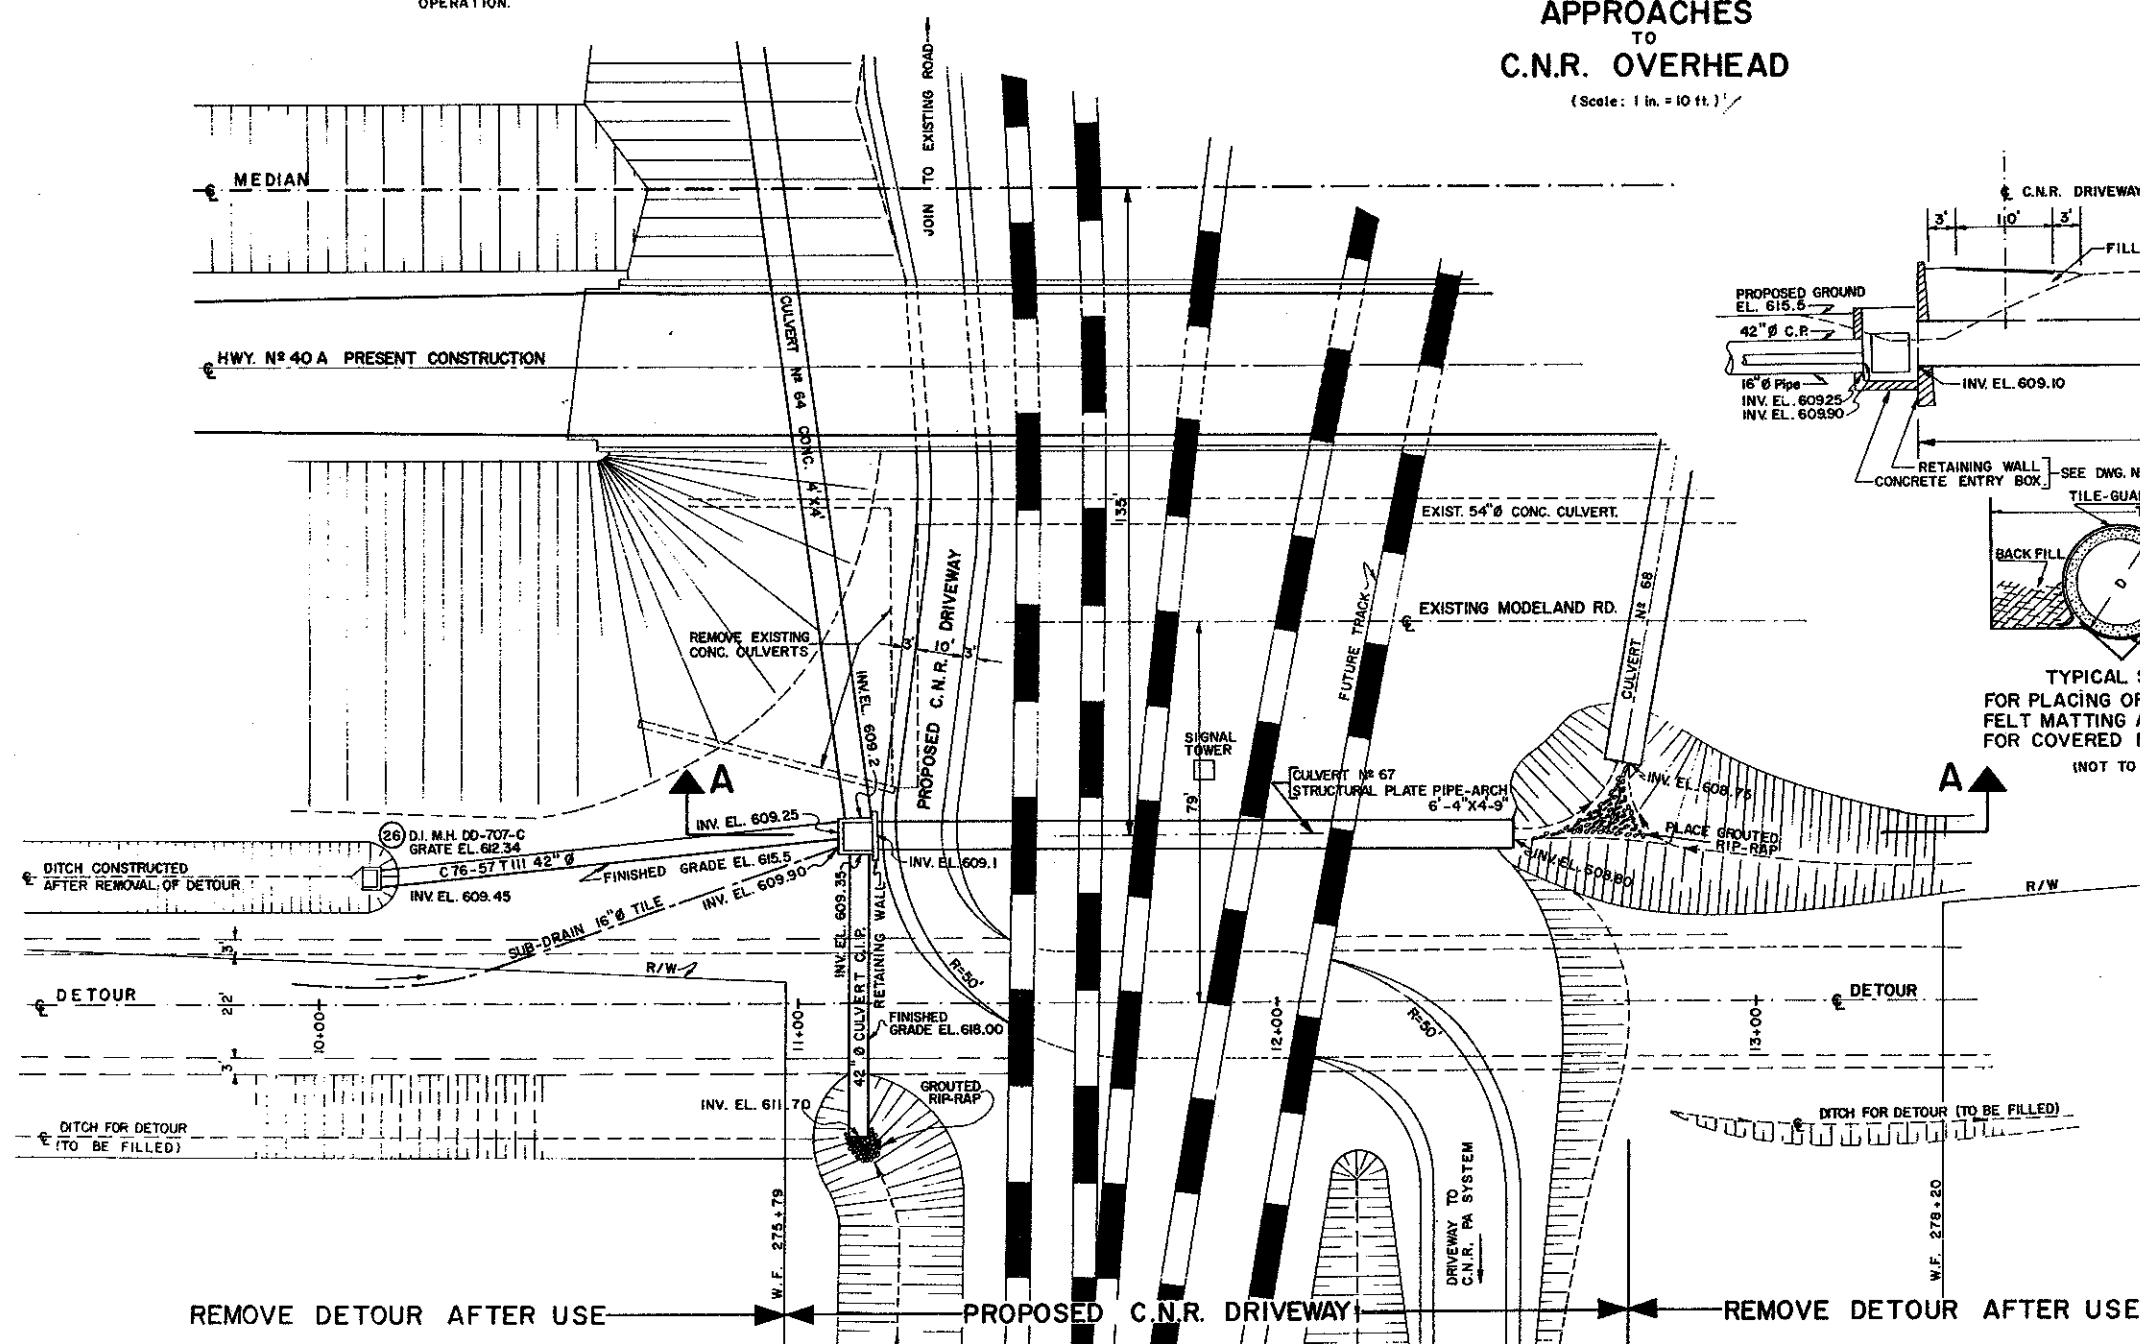 OPERATION.
APPROACHES
TO
C.N.R. OVERHEAD
(Scale: 1 in. = 10 ft.)
JOIN TO EXISTING ROAD
℄ MEDIAN
℄ C.N.R. DRIVEWAY
3'
10'
3'
FILL
PROPOSED GROUND
EL. 615.5
42"Ø C.P.
16"Ø Pipe
INV. EL. 609.25
INV. EL. 609.90
INV. EL. 609.10
RETAINING WALL
CONCRETE ENTRY BOX
SEE DWG. N
℄ HWY. Nº 40A PRESENT CONSTRUCTION
CULVERT Nº 64 CONC. 4'X4'
135'
EXIST. 54"Ø CONC. CULVERT.
BACK FILL
D
℄ EXISTING MODELAND RD.
REMOVE EXISTING
CONC. CULVERTS
3'
10'
3'
PROPOSED C.N.R. DRIVEWAY
INV. EL. 609.2
FUTURE TRACK
CULVERT Nº 68
TYPICAL S
FOR PLACING OF
FELT MATTING A
FOR COVERED
(NOT TO
SIGNAL
TOWER
79'
CULVERT Nº 67
STRUCTURAL PLATE PIPE-ARCH
6'-4"X4-9"
A
A
INV. EL. 608.75
PLACE GROUTED
RIP-RAP
INV. EL. 608.80
26 D.I. M.H. DD-707-C
GRATE EL. 612.34
INV. EL. 609.25
C 76-57 T III 42" Ø
FINISHED GRADE EL. 615.5
INV. EL. 609.45
INV. EL. 609.90
INV. EL. 609.1
℄ DITCH CONSTRUCTED
AFTER REMOVAL OF DETOUR
SUB-DRAIN 16"Ø TILE
INV. EL. 609.35
RETAINING WALL
42" Ø CULVERT C.I.P.
R/W
R/W
3'
22'
3'
℄ DETOUR
10+00
11+00
12+00
13+00
℄ DETOUR
R=50'
R=50'
FINISHED
GRADE EL. 618.00
GROUTED
RIP-RAP
INV. EL. 611.70
℄ DITCH FOR DETOUR
(TO BE FILLED)
℄ DITCH FOR DETOUR (TO BE FILLED)
W.F. 275+79
DRIVEWAY TO
C.N.R. PA SYSTEM
W.F. 278+20
REMOVE DETOUR AFTER USE
PROPOSED C.N.R. DRIVEWAY
REMOVE DETOUR AFTER USE